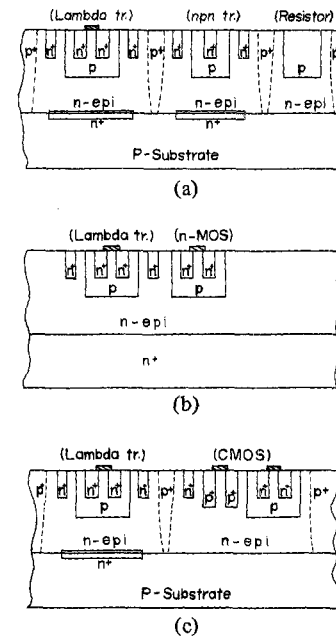 (Lambda tr.) (npn tr.) (Resistor)
p+ n+ n+ n+ n+ p+ n+ n+ n+ p+ p
p p p
n-epi n-epi n-epi
n+ n+
P-Substrate
(a)
(Lambda tr.) (n-MOS)
n+ n+ n+ n+ n+ n+
p p
n-epi
n+
(b)
(Lambda tr.) (CMOS)
p+ n+ n+ n+ n+ p+ n+ p+ p+ n+ n+ p+
p p
n-epi n-epi
n+
P-Substrate
(c)